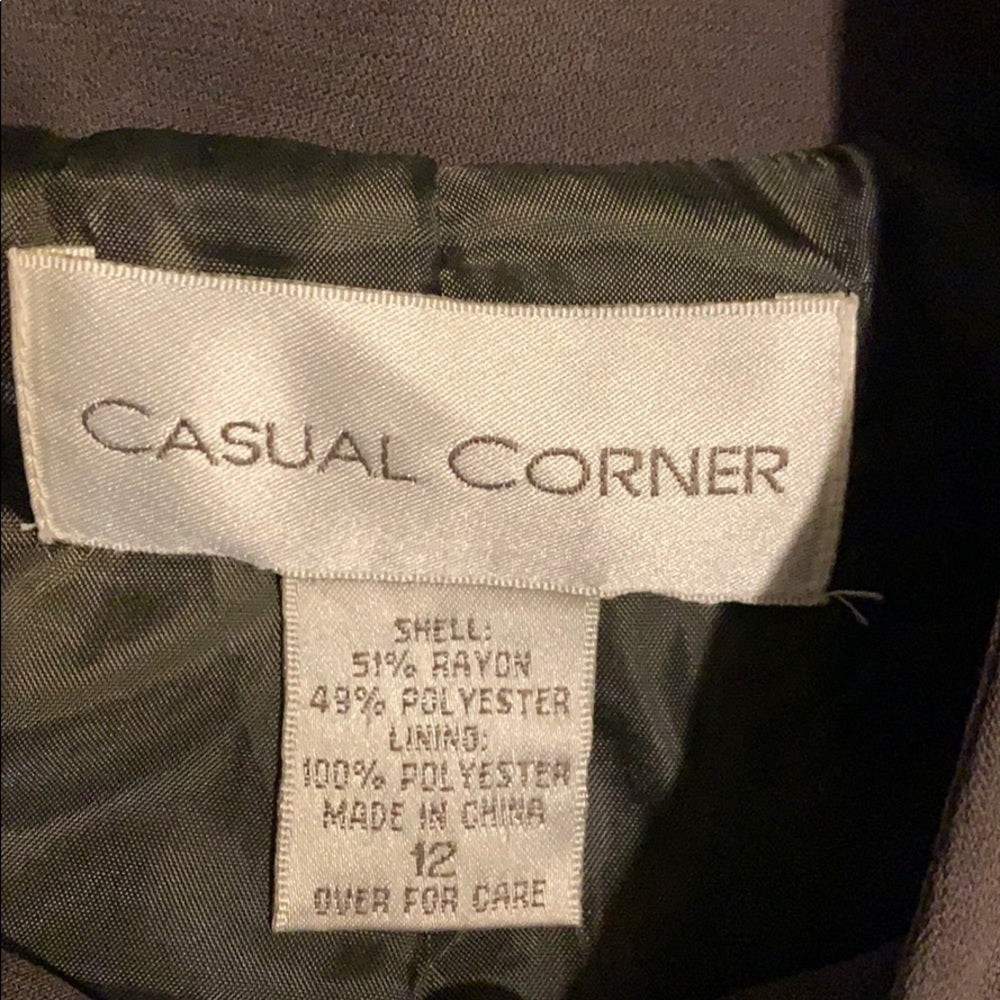 CASUAL CORNER
SHELL:
51% RAYON
49% POLYESTER
LINING:
100% POLYESTER
MADE IN CHINA
12
OVER FOR CARE